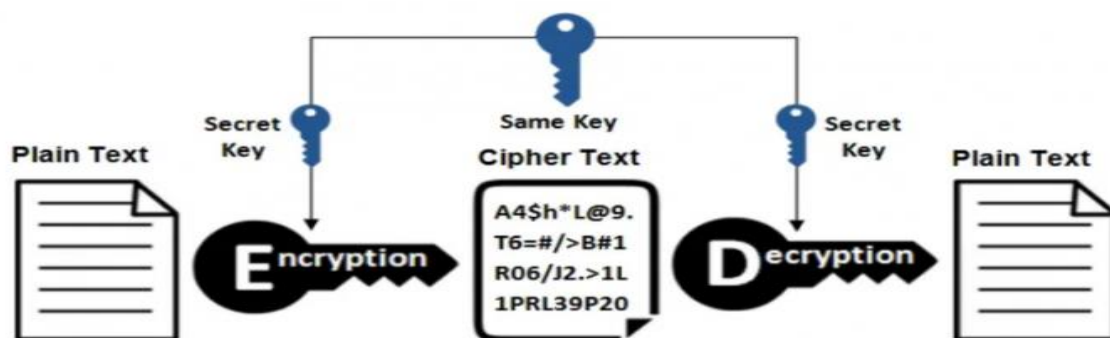 Same Key
Secret
Key
Secret
Key
Plain Text
Cipher Text
Plain Text
Encryption
A4$h*L@9.
T6=#/>B#1
R06/J2.>1L
1PRL39P20
Decryption